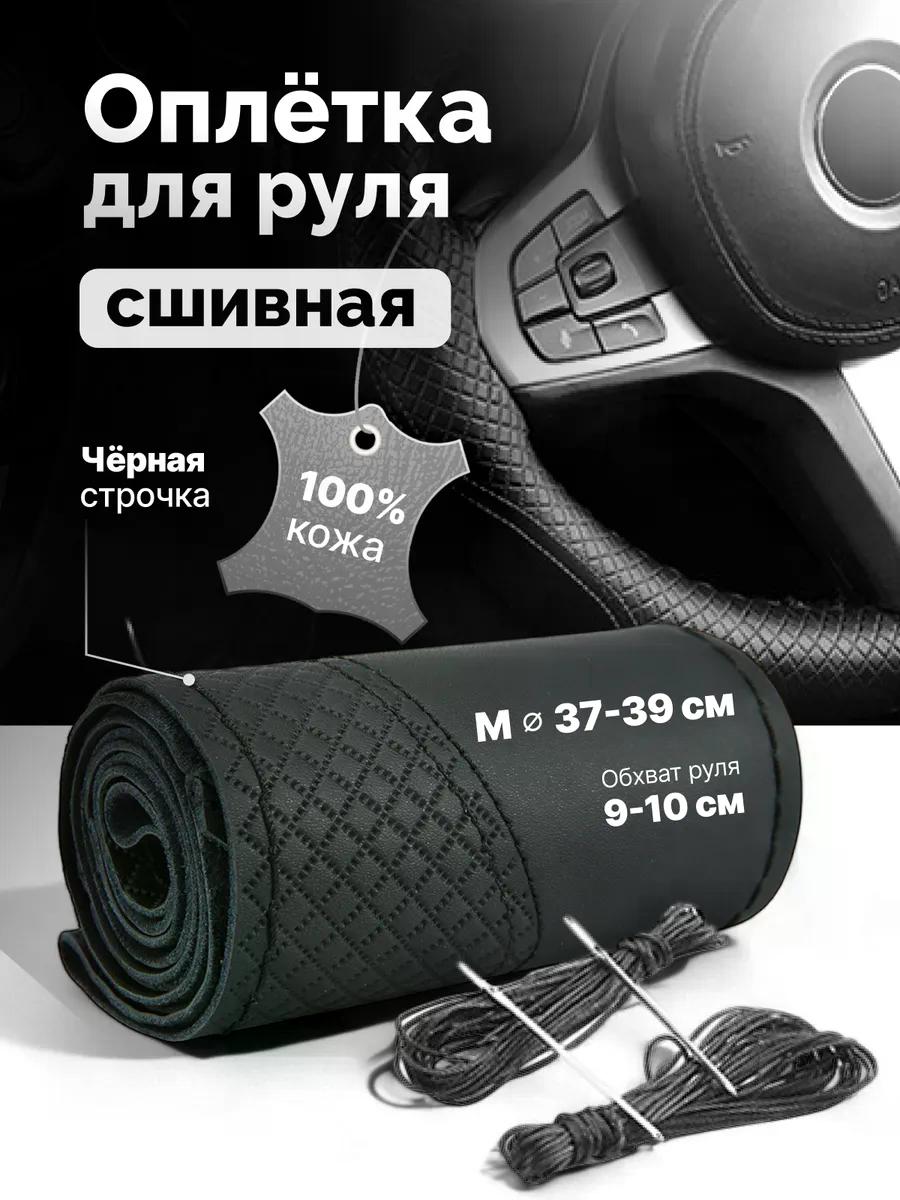 Оплётка
для руля
сшивная
Чёрная
строчка
100%
кожа
M ⌀ 37-39 см
Обхват руля
9-10 см